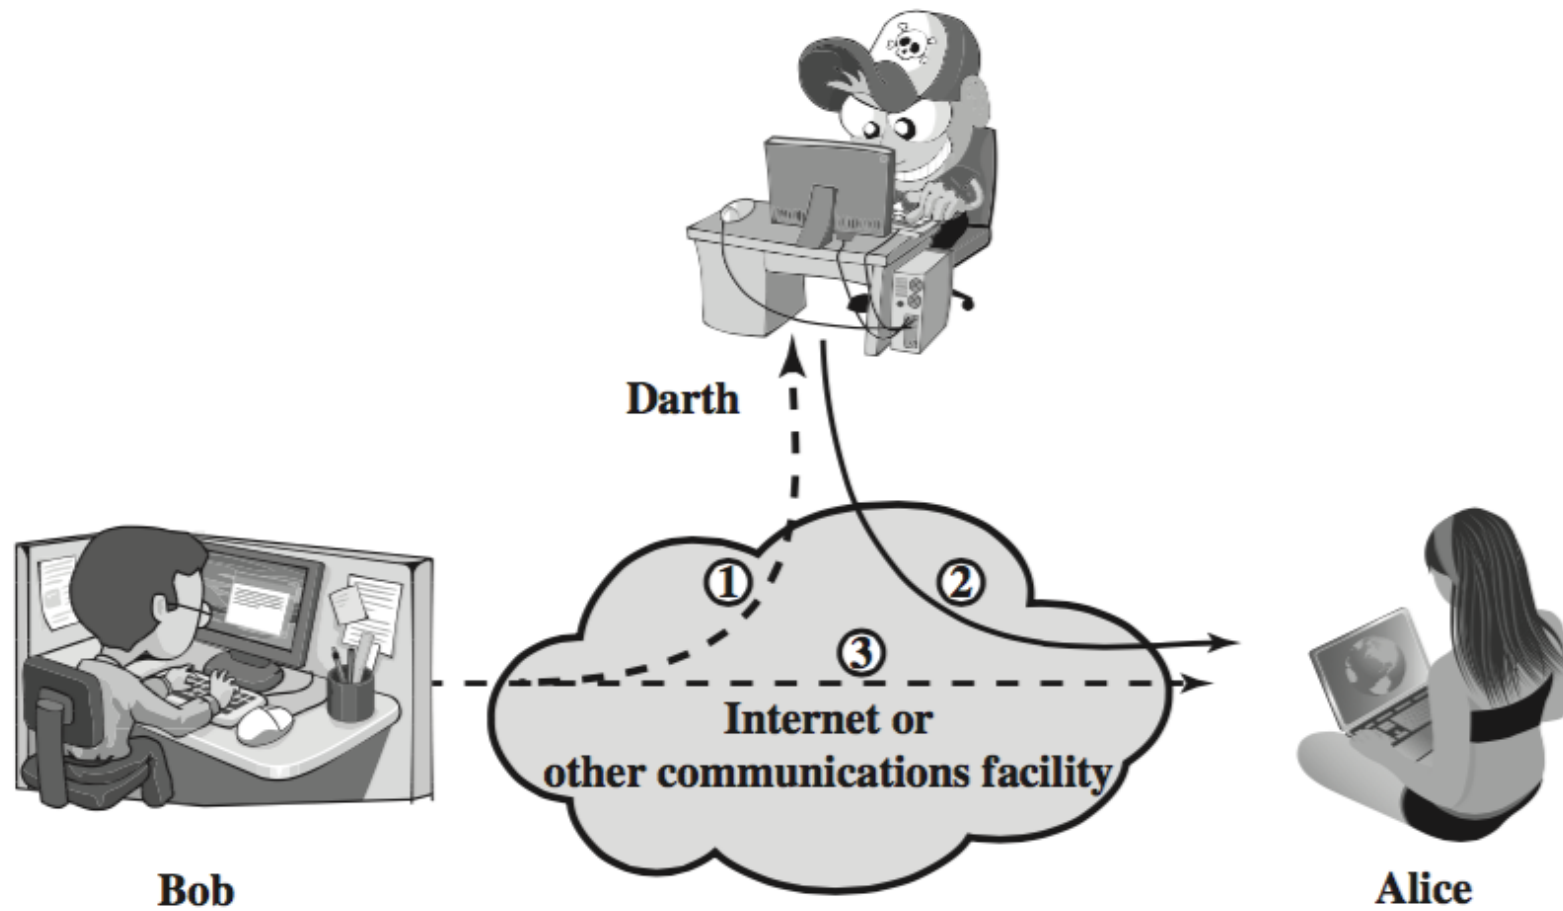 Darth
1
2
3
Internet or
other communications facility
Bob
Alice